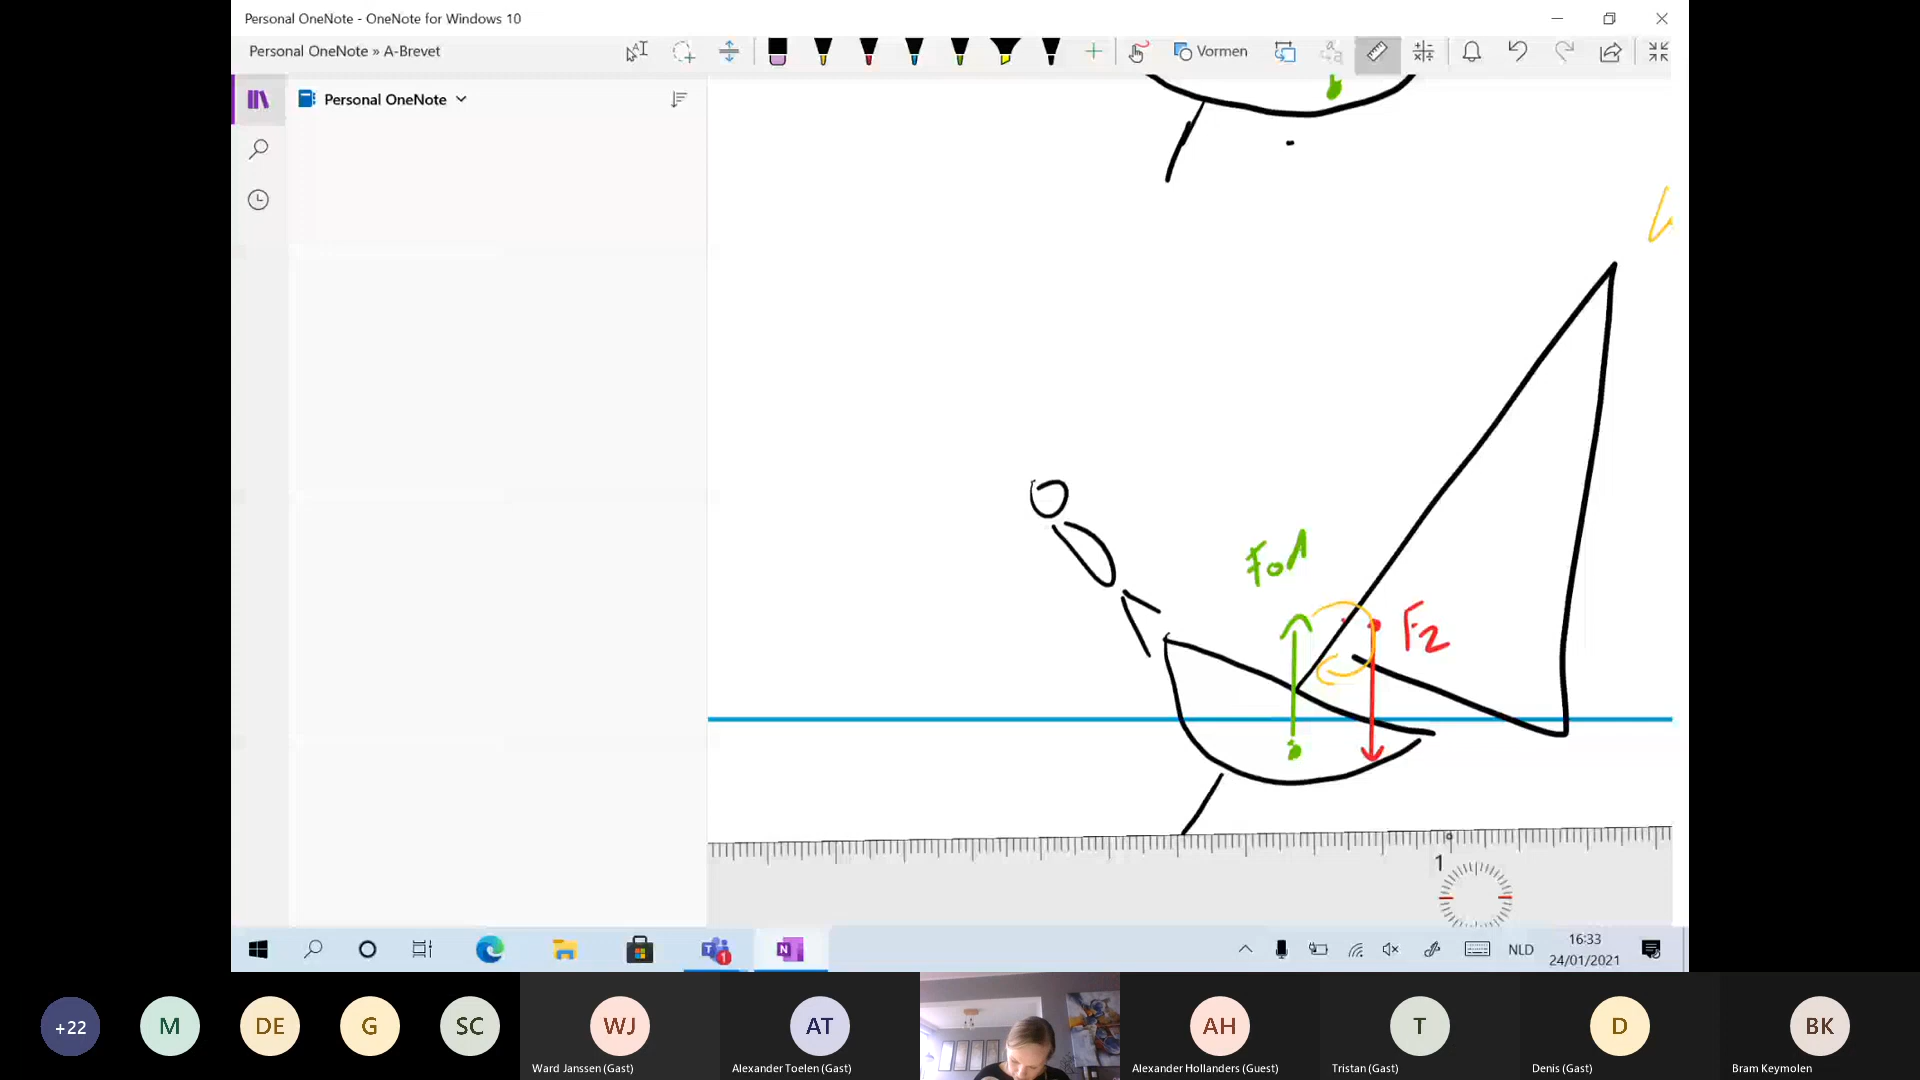 Personal OneNote - OneNote for Windows 10
Personal OneNote » A-Brevet
Vormen
Personal OneNote
F2
1
16:33
NLD
24/01/2021
1
+22
M
DE
G
SC
WJ
AT
AH
T
D
BK
Ward Janssen (Gast)
Alexander Toelen (Gast)
Alexander Hollanders (Guest)
Tristan (Gast)
Denis (Gast)
Bram Keymolen